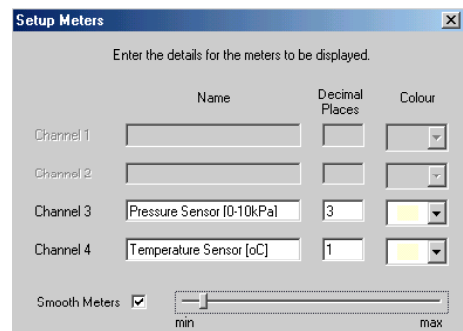 Setup Meters
Enter the details for the meters to be displayed.
Name Decimal Places Colour
Channel 1
Channel 2
Channel 3 Pressure Sensor [0-10kPa] 3
Channel 4 Temperature Sensor [oC] 1
Smooth Meters
min max